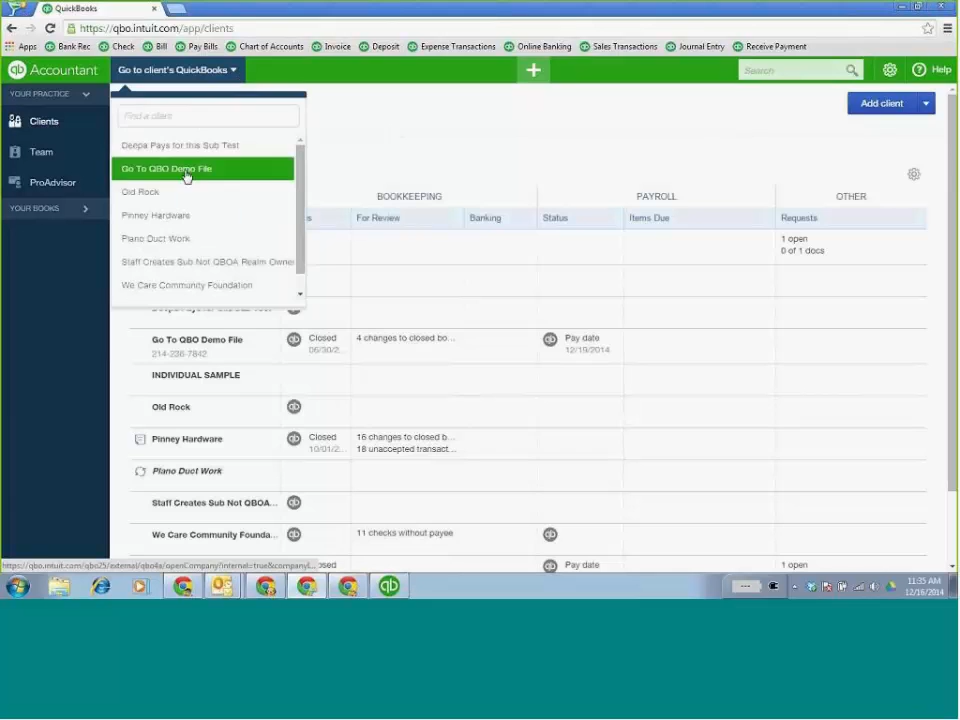 QuickBooks
https://qbo.intuit.com/app/clients
Apps Bank Rec Check Bill Pay Bills Chart of Accounts Invoice Deposit Expense Transactions Online Banking Sales Transactions Journal Entry Receive Payment
qb Accountant Go to client's QuickBooks Search Help
YOUR PRACTICE
Clients
Team
ProAdvisor
YOUR BOOKS
Find a client
Deepa Pays for this Sub Test
Go To QBO Demo File
Old Rock
Pinney Hardware
Plano Duct Work
Staff Creates Sub Not QBOA Realm Owner
We Care Community Foundation
Add client
BOOKKEEPING PAYROLL OTHER
For Review Banking Status Items Due Requests
1 open
0 of 1 docs
Go To QBO Demo File Closed 4 changes to closed bo... Pay date
214-236-7842 06/30/2... 12/19/2014
INDIVIDUAL SAMPLE
Old Rock
Pinney Hardware Closed 16 changes to closed b...
10/01/2... 18 unaccepted transact...
Plano Duct Work
Staff Creates Sub Not QBOA...
We Care Community Founda... 11 checks without payee
Pay date 1 open
11:35 AM
12/16/2014